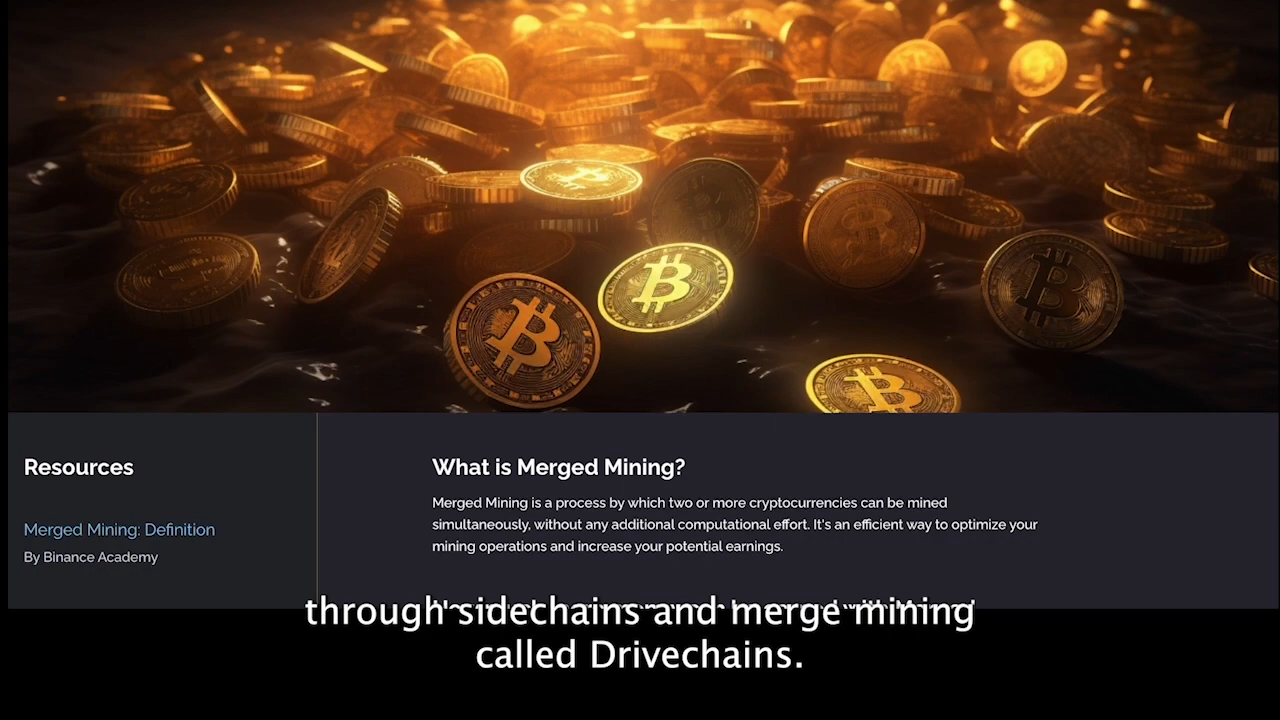 Resources
Merged Mining: Definition
By Binance Academy
What is Merged Mining?
Merged Mining is a process by which two or more cryptocurrencies can be mined
simultaneously, without any additional computational effort. It's an efficient way to optimize your
mining operations and increase your potential earnings.
through sidechains and merge mining
called Drivechains.